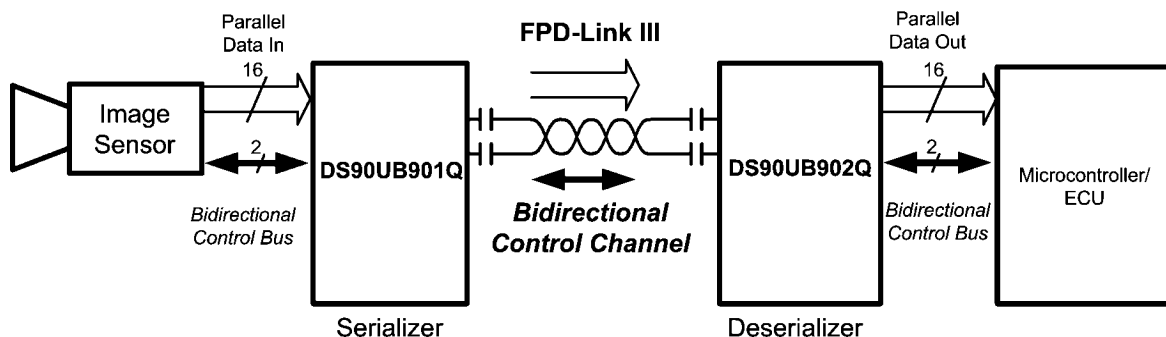 Parallel
Data In
16
Image
Sensor
2
Bidirectional
Control Bus
DS90UB901Q
Serializer
FPD-Link III
Bidirectional
Control Channel
DS90UB902Q
Deserializer
Parallel
Data Out
16
2
Bidirectional
Control Bus
Microcontroller/
ECU